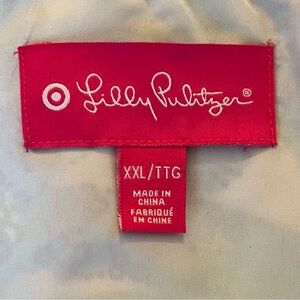 Lilly Pulitzer®
XXL/TTG
MADE IN
CHINA
FABRIQUÉ
EN CHINE